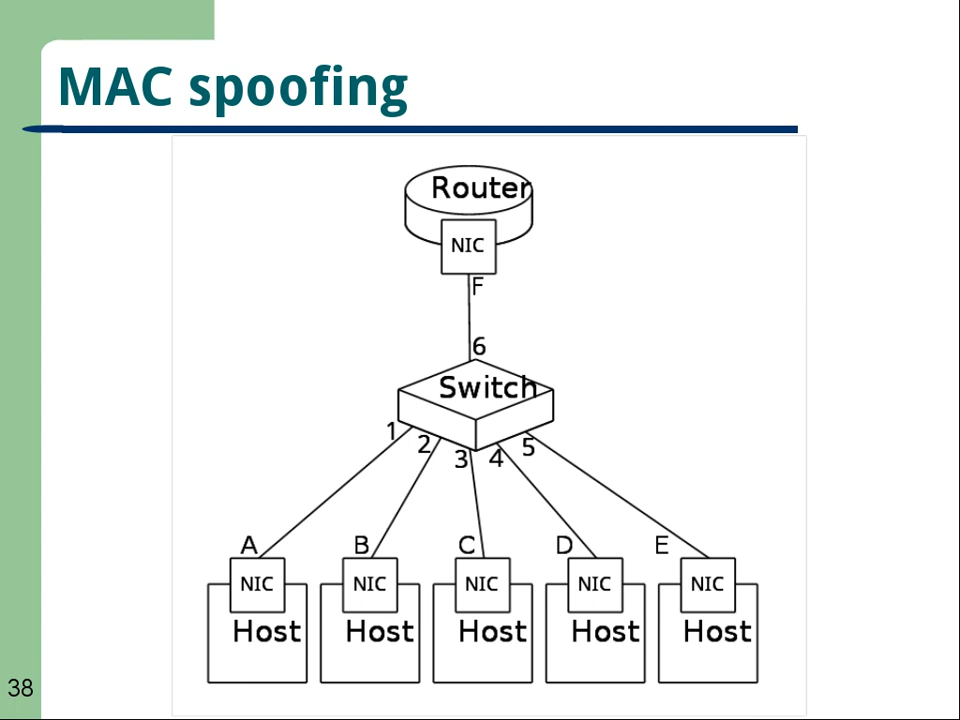 MAC spoofing
Router
NIC
F
6
Switch
1
2
3
4
5
A
B
C
D
E
NIC
NIC
NIC
NIC
NIC
Host
Host
Host
Host
Host
38